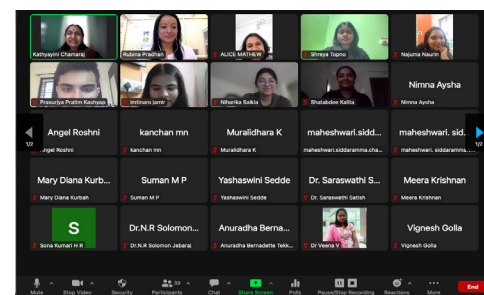 Kathyayini Chamaraj
Rubina Pradhan
ALICE MATHEW
Shreya Topno
Najuma Naurin
Prasurjya Pratim Kashyap
Imtinaro jamir
Niharika Saikia
Shatabdee Kalita
Nimna Aysha
Nimna Aysha
Angel Roshni
kanchan mn
Muralidhara K
maheshwari.sidd...
maheshwari. sid...
1/2
Angel Roshni
kanchan mn
Muralidhara K
maheshwari.siddaramma.cha...
maheshwari. siddaramma...
1/2
Mary Diana Kurb...
Suman M P
Yashaswini Sedde
Dr. Saraswathi S...
Meera Krishnan
Mary Diana Kurbah
Suman M P
Yashaswini Sedde
Dr. Saraswathi Satish
Meera Krishnan
S
Dr.N.R Solomon...
Anuradha Berna...
Vignesh Golla
Sona Kumari H R
Dr.N.R Solomon Jebaraj
Anuradha Bernadette Tekk...
Dr Veena V
Vignesh Golla
Mute
Stop Video
Security
Participants
Chat
Share Screen
Polls
Pause/Stop Recording
Reactions
More
End